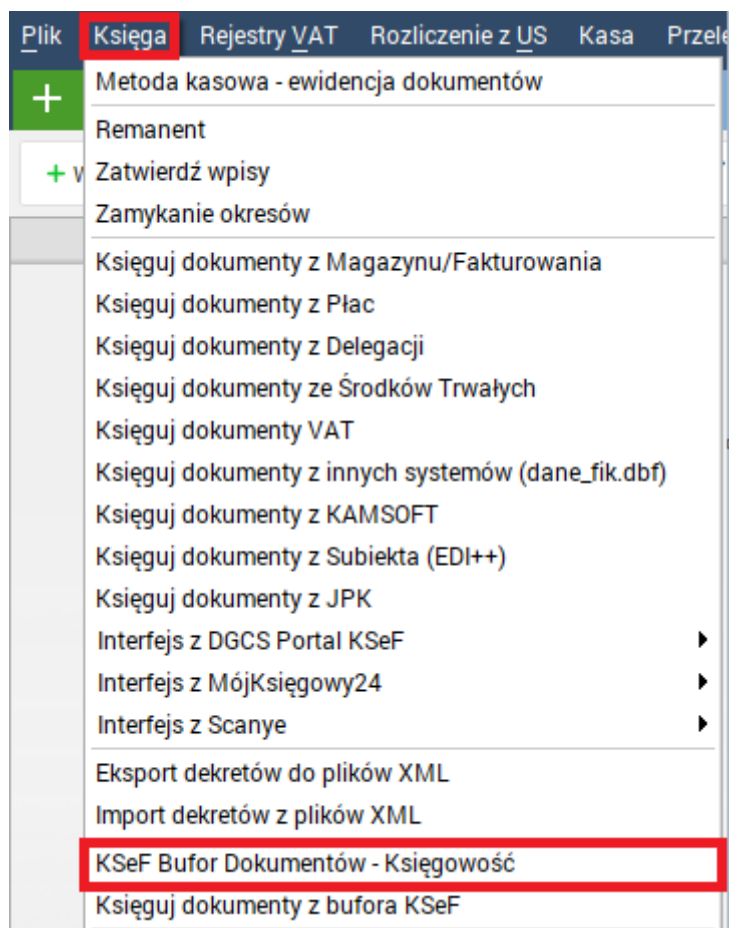 Plik Księga Rejestry VAT Rozliczenie z US Kasa
Metoda kasowa - ewidencja dokumentów
Remanent
Zatwierdź wpisy
Zamykanie okresów
Księguj dokumenty z Magazynu/Fakturowania
Księguj dokumenty z Płac
Księguj dokumenty z Delegacji
Księguj dokumenty ze Środków Trwałych
Księguj dokumenty VAT
Księguj dokumenty z innych systemów (dane_fik.dbf)
Księguj dokumenty z KAMSOFT
Księguj dokumenty z Subiekta (EDI++)
Księguj dokumenty z JPK
Interfejs z DGCS Portal KSeF
Interfejs z MójKsięgowy24
Interfejs z Scanye
Eksport dekretów do plików XML
Import dekretów z plików XML
KSeF Bufor Dokumentów - Księgowość
Księguj dokumenty z bufora KSeF